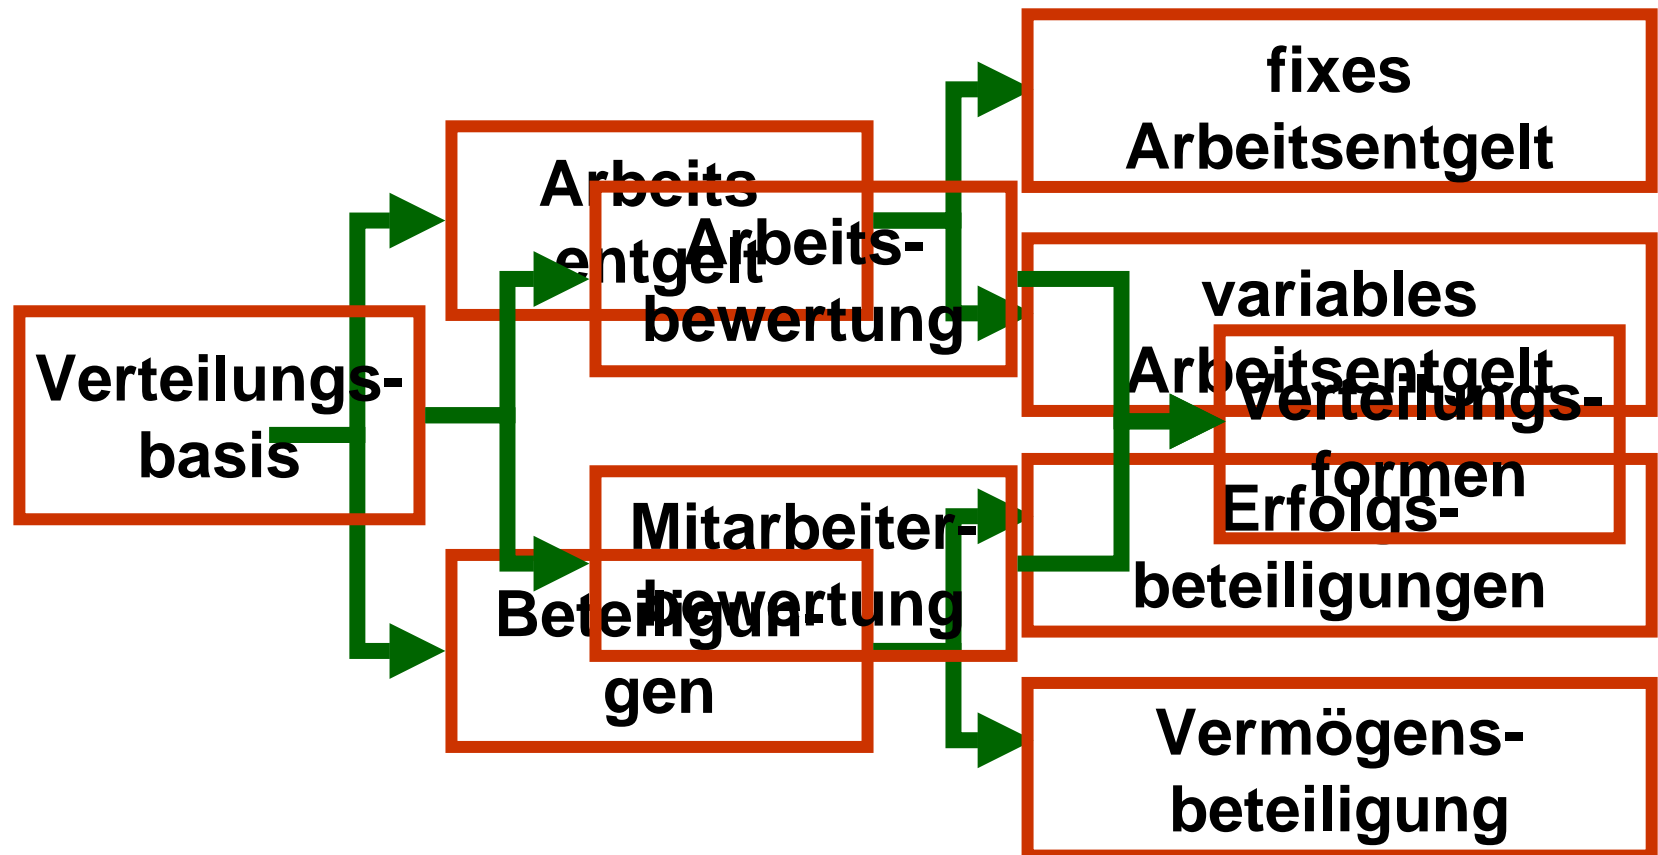 fixes
Arbeitsentgelt
Arbeits
entgelt
Arbeits-
bewertung
variables
Arbeitsentgelt
Verteilungs-
basis
Verteilungs-
formen
Mitarbeiter-
bewertung
Erfolgs-
beteiligungen
Beteiligun-
gen
Vermögens-
beteiligung